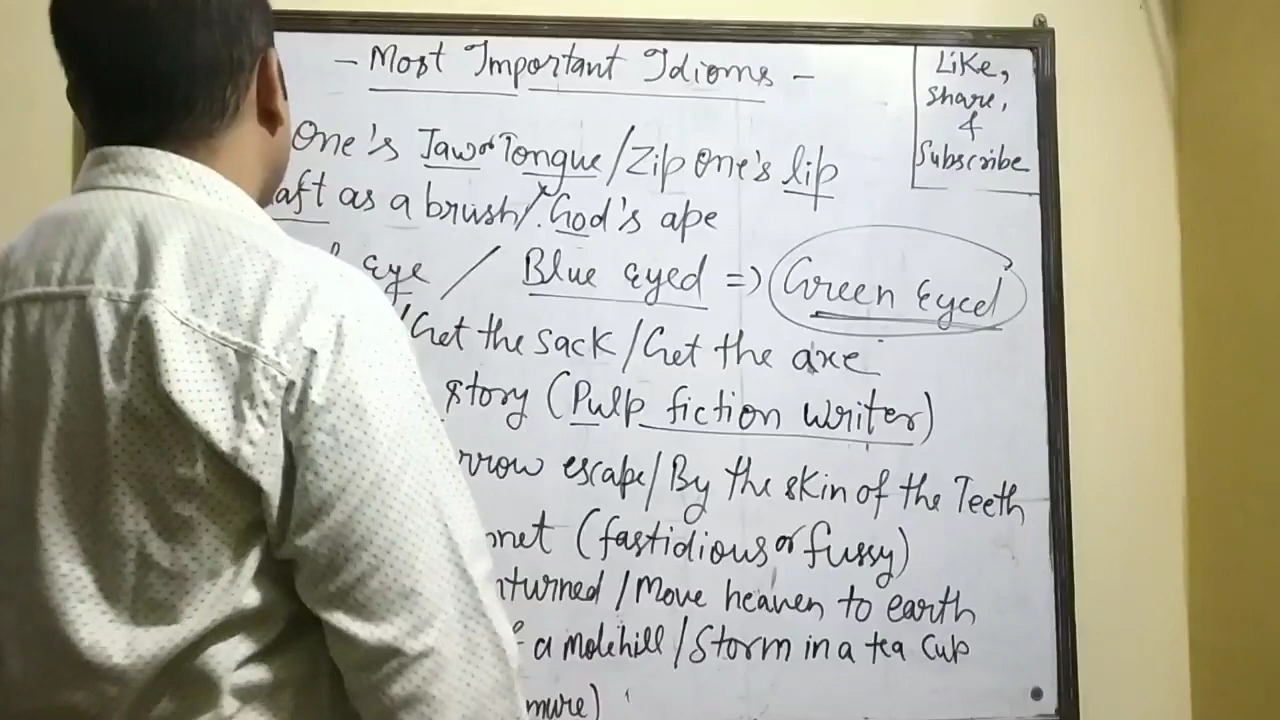 - Most Important Idioms -
Like,
Share,
&
Subscribe
One's Jaw or Tongue/Zip one's lip
aft as a brush/God's ape
Eye / Blue eyed => Green Eyed
/Get the sack/Get the axe
story (Pulp fiction writer)
rrow escape/By the skin of the Teeth
net (fastidious or fussy)
nturned/Move heaven to earth
a molehill/Storm in a tea cup
mure)